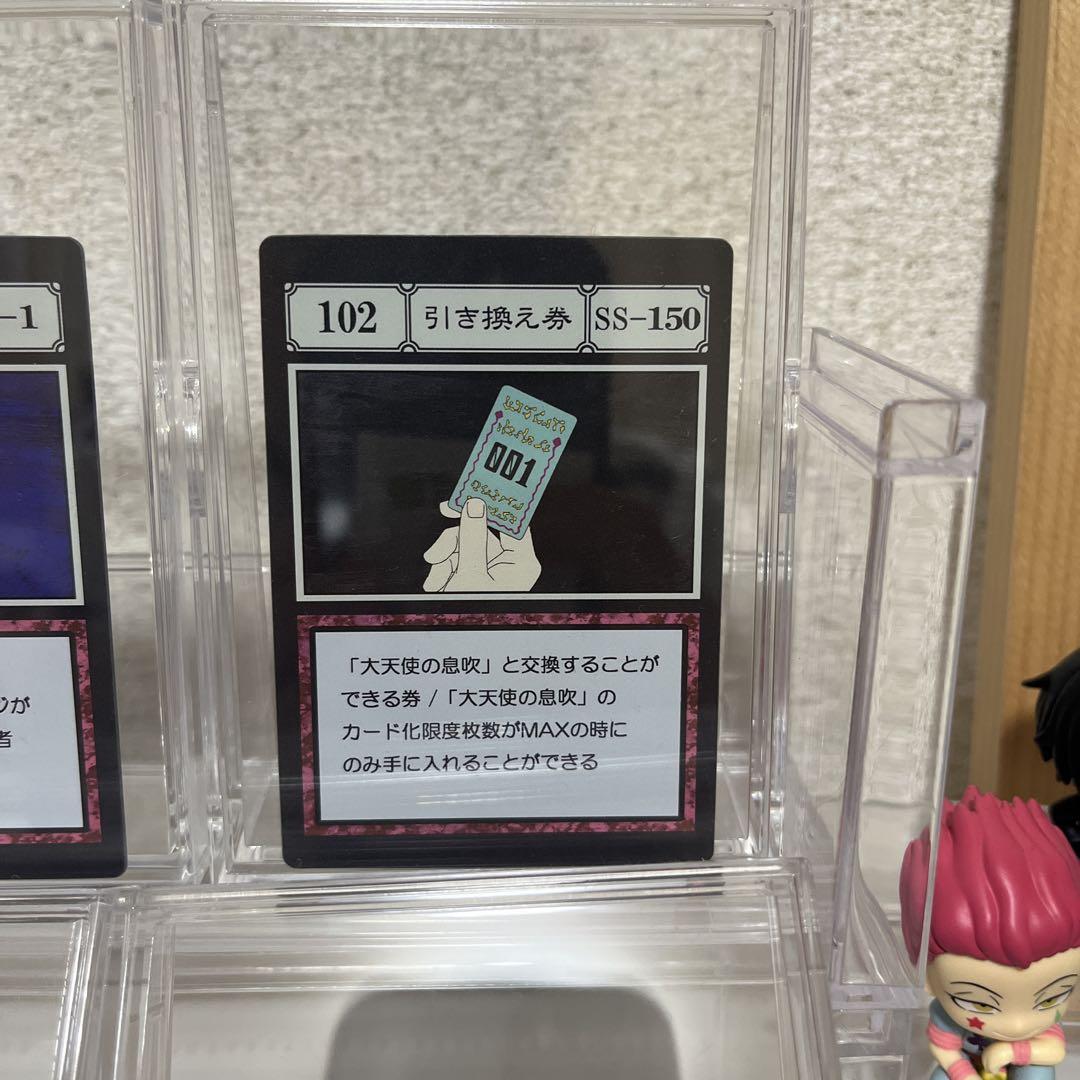 -1
ジが
者
102 引き換え券 SS-150
001
「大天使の息吹」と交換することが
できる券 /「大天使の息吹」の
カード化限度枚数がMAXの時に
のみ手に入れることができる